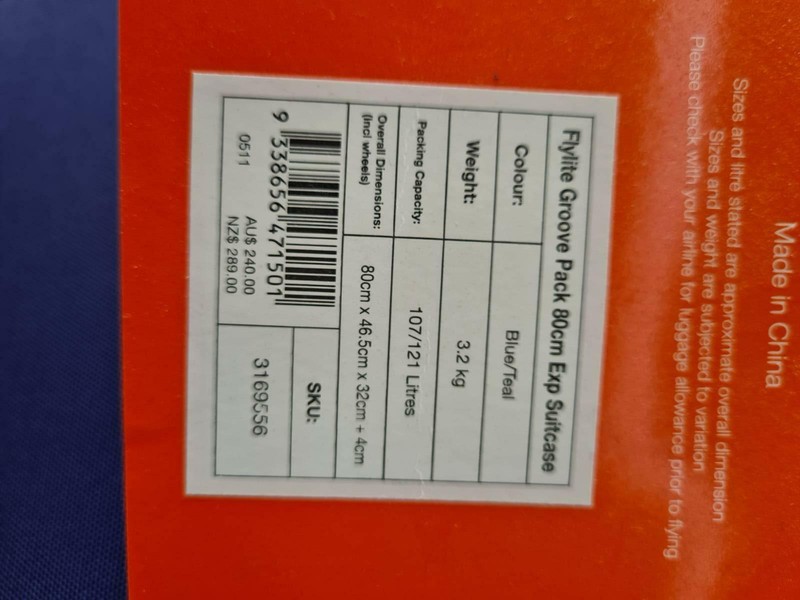 Made in China
Sizes and litre stated are approximate overall dimension
Sizes and weight are subjected to variation
Please check with your airline for luggage allowance prior to flying
Flylite Groove Pack 80cm Exp Suitcase
Colour: Blue/Teal
Weight: 3.2 kg
Packing Capacity: 107/121 Litres
Overall Dimensions: 80cm x 46.5cm x 32cm + 4cm
(incl wheels)
9 338656 471501
SKU:
3169556
0511 AU$ 240.00
NZ$ 289.00